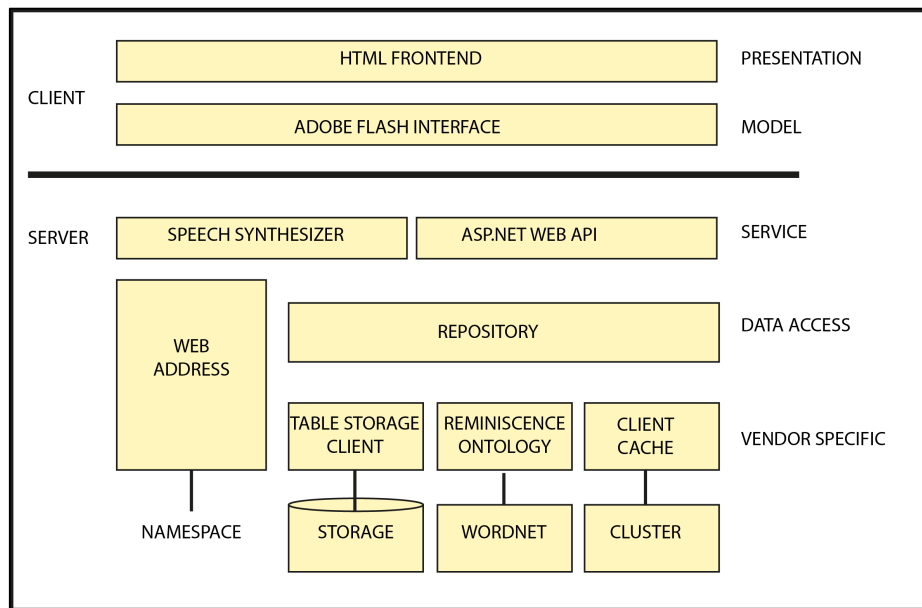 HTML FRONTEND
PRESENTATION
CLIENT
ADOBE FLASH INTERFACE
MODEL
SERVER
SPEECH SYNTHESIZER
ASP.NET WEB API
SERVICE
WEB
ADDRESS
REPOSITORY
DATA ACCESS
TABLE STORAGE
CLIENT
REMINISCENCE
ONTOLOGY
CLIENT
CACHE
VENDOR SPECIFIC
NAMESPACE
STORAGE
WORDNET
CLUSTER